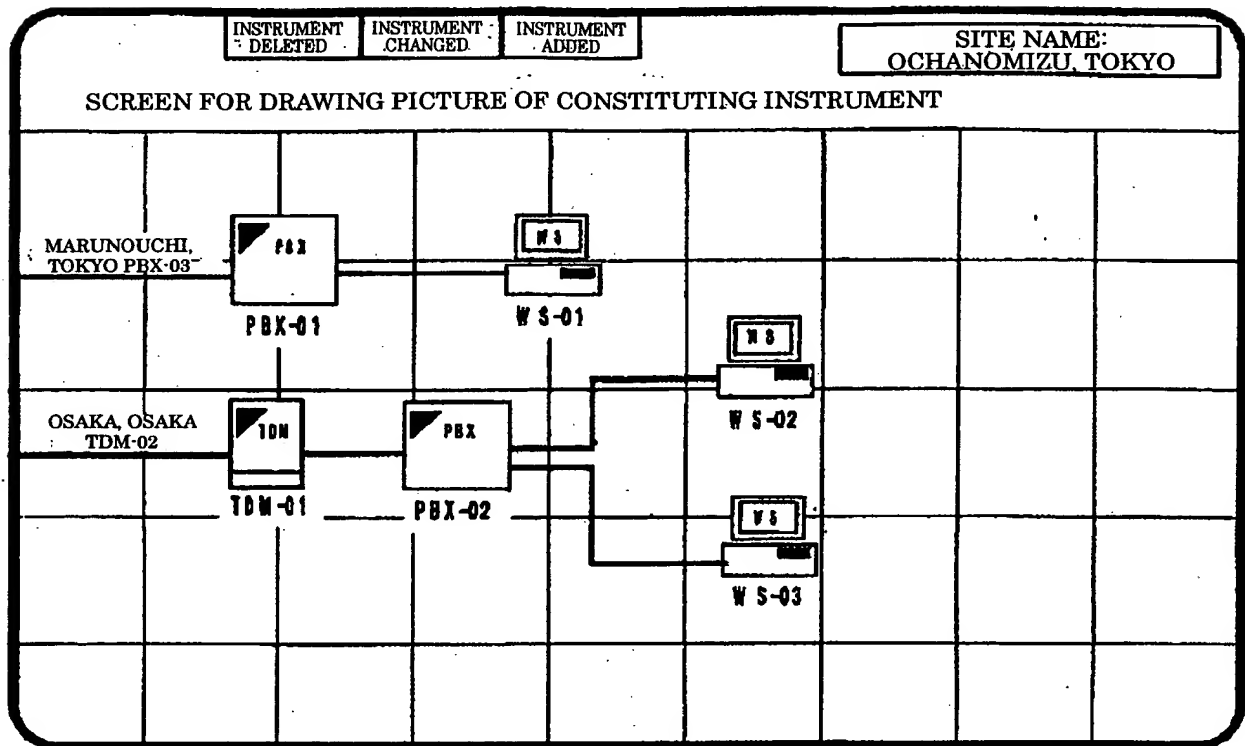 INSTRUMENT
DELETED
INSTRUMENT
CHANGED
INSTRUMENT
ADDED
SITE NAME:
OCHANOMIZU, TOKYO
SCREEN FOR DRAWING PICTURE OF CONSTITUTING INSTRUMENT
MARUNOUCHI,
TOKYO PBX-03
PBX
PBX-01
WS
WS-01
WS
WS-02
OSAKA, OSAKA
TDM-02
TDM
TDM-01
PBX
PBX-02
WS
WS-03